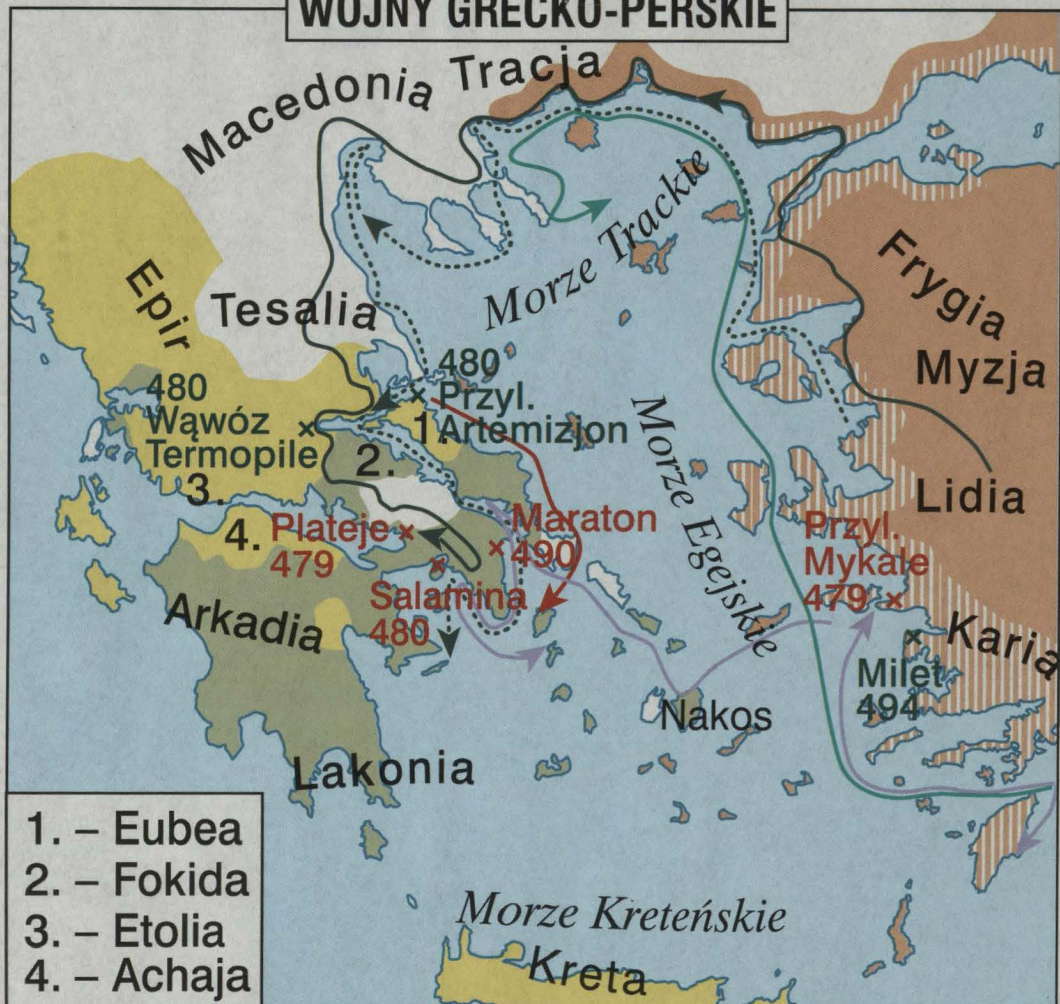 WOJNY GRECKO-PERSKIE
Macedonia
Tracja
Morze Trackie
Frygia
Epir
Tesalia
Myzja
480
Wąwóz
Termopile
480
Przyl.
Artemizjon
1.
2.
3.
4.
Morze Egejskie
Lidia
Plateje
479
Maraton
490
Przyl.
Mykale
479
Salamina
480
Arkadia
Karia
Milet
494
Nakos
Lakonia
1. – Eubea
2. – Fokida
3. – Etolia
4. – Achaja
Morze Kreteńskie
Kreta